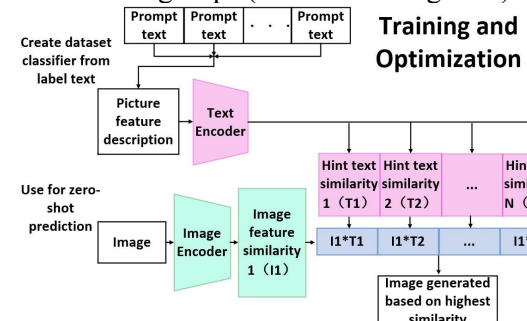 Prompt text
Prompt text
. . .
Prompt text
Training and
Optimization
Create dataset
classifier from
label text
Picture
feature
description
Text
Encoder
Hint text
similarity
1（T1）
Hint text
similarity
2（T2）
...
N（
Use for zero-
shot
prediction
Image
Image
Encoder
Image
feature
similarity
1（I1）
I1*T1
I1*T2
...
I1*
Image generated
based on highest
similarity